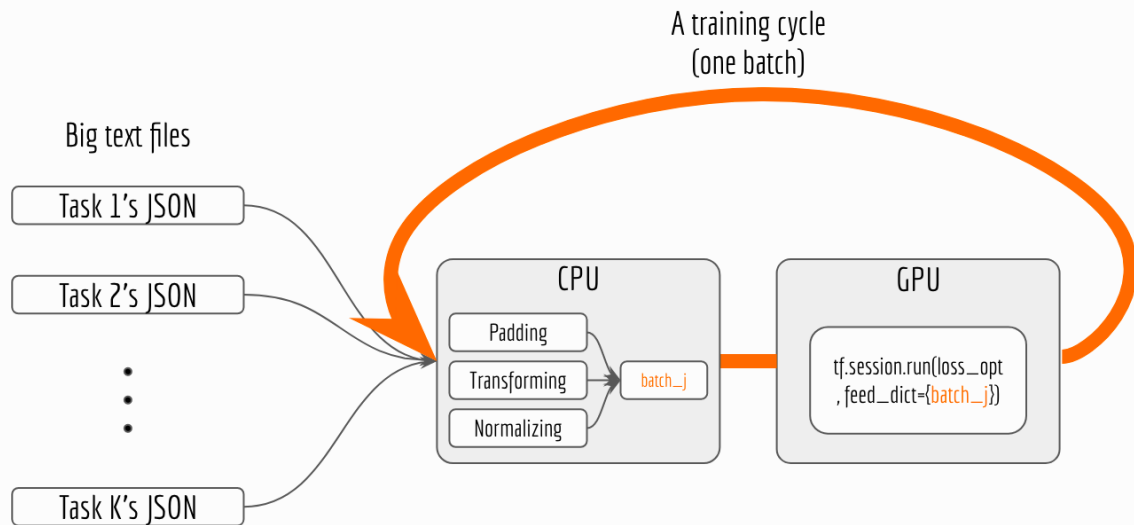 A training cycle
(one batch)
Big text files
Task 1's JSON
Task 2's JSON
Task K's JSON
CPU
Padding
Transforming
Normalizing
batch_j
GPU
tf.session.run(loss_opt
, feed_dict={batch_j})